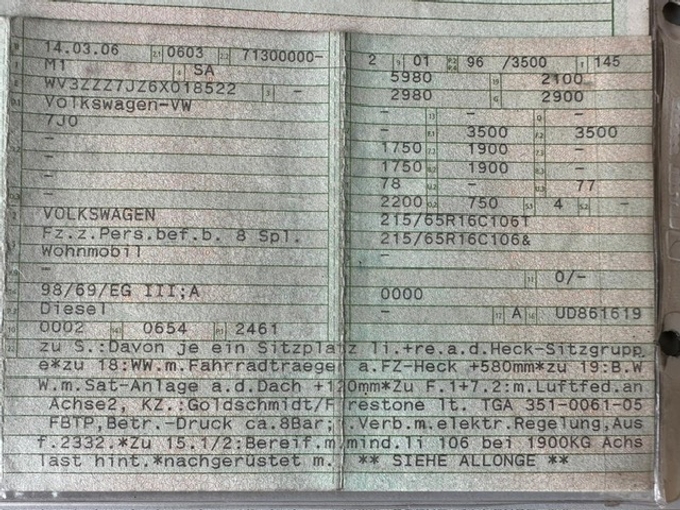 14.03.06 0603 71300000-
M1 SA
WV3ZZZ7JZ6X018522 -
Volkswagen-VW
7J0
-
-
-
-
VOLKSWAGEN
Fz.z.Pers.bef.b. 8 Spl.
Wohnmobil
-
98/69/EG III;A
Diesel
0002 0654 2461
2 01 96 /3500 145
5980 2100
2980 2900
- - -
- 3500 3500
1750 1900 -
1750 1900 -
78 - 77
2200 750 4 -
215/65R16C106T
215/65R16C106&
-
0/-
0000
- A UD861619
zu S.:Davon je ein Sitzplatz li.+re.a.d.Heck-Sitzgrupp
e*zu 18:WW.m.Fahrradtraege a.FZ-Heck +580mm*zu 19:B.W
W.m.Sat-Anlage a.d.Dach +120mm*Zu F.1+7.2:m.Luftfed.an
Achse2, KZ.:Goldschmidt/F restone lt. TGA 351-0061-05
FBTP,Betr.-Druck ca.8Bar; .Verb.m.elektr.Regelung,Aus
f.2332.*Zu 15.1/2:Bereif.m.mind.li 106 bei 1900KG Achs
last hint.*nachgerüstet m. ** SIEHE ALLONGE **